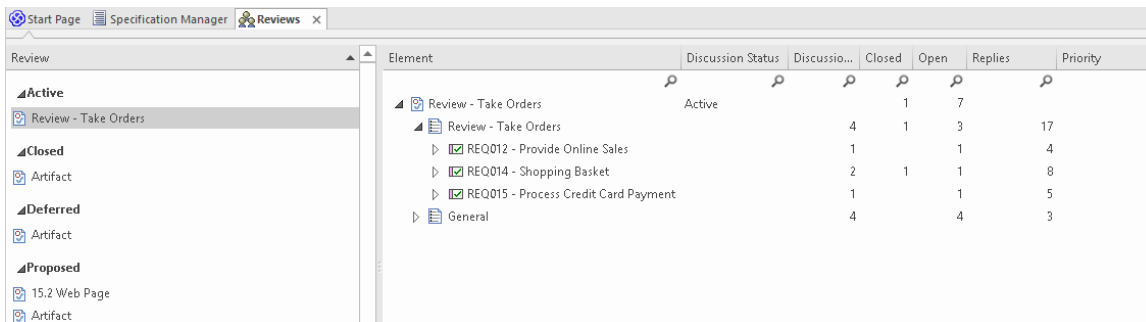 Start Page Specification Manager Reviews ×
Review
Active
Review - Take Orders
Closed
Artifact
Deferred
Artifact
Proposed
15.2 Web Page
Artifact
Element Discussion Status Discussio... Closed Open Replies Priority
Review - Take Orders Active 1 7
Review - Take Orders 4 1 3 17
REQ012 - Provide Online Sales 1 1 4
REQ014 - Shopping Basket 2 1 1 8
REQ015 - Process Credit Card Payment 1 1 5
General 4 4 3